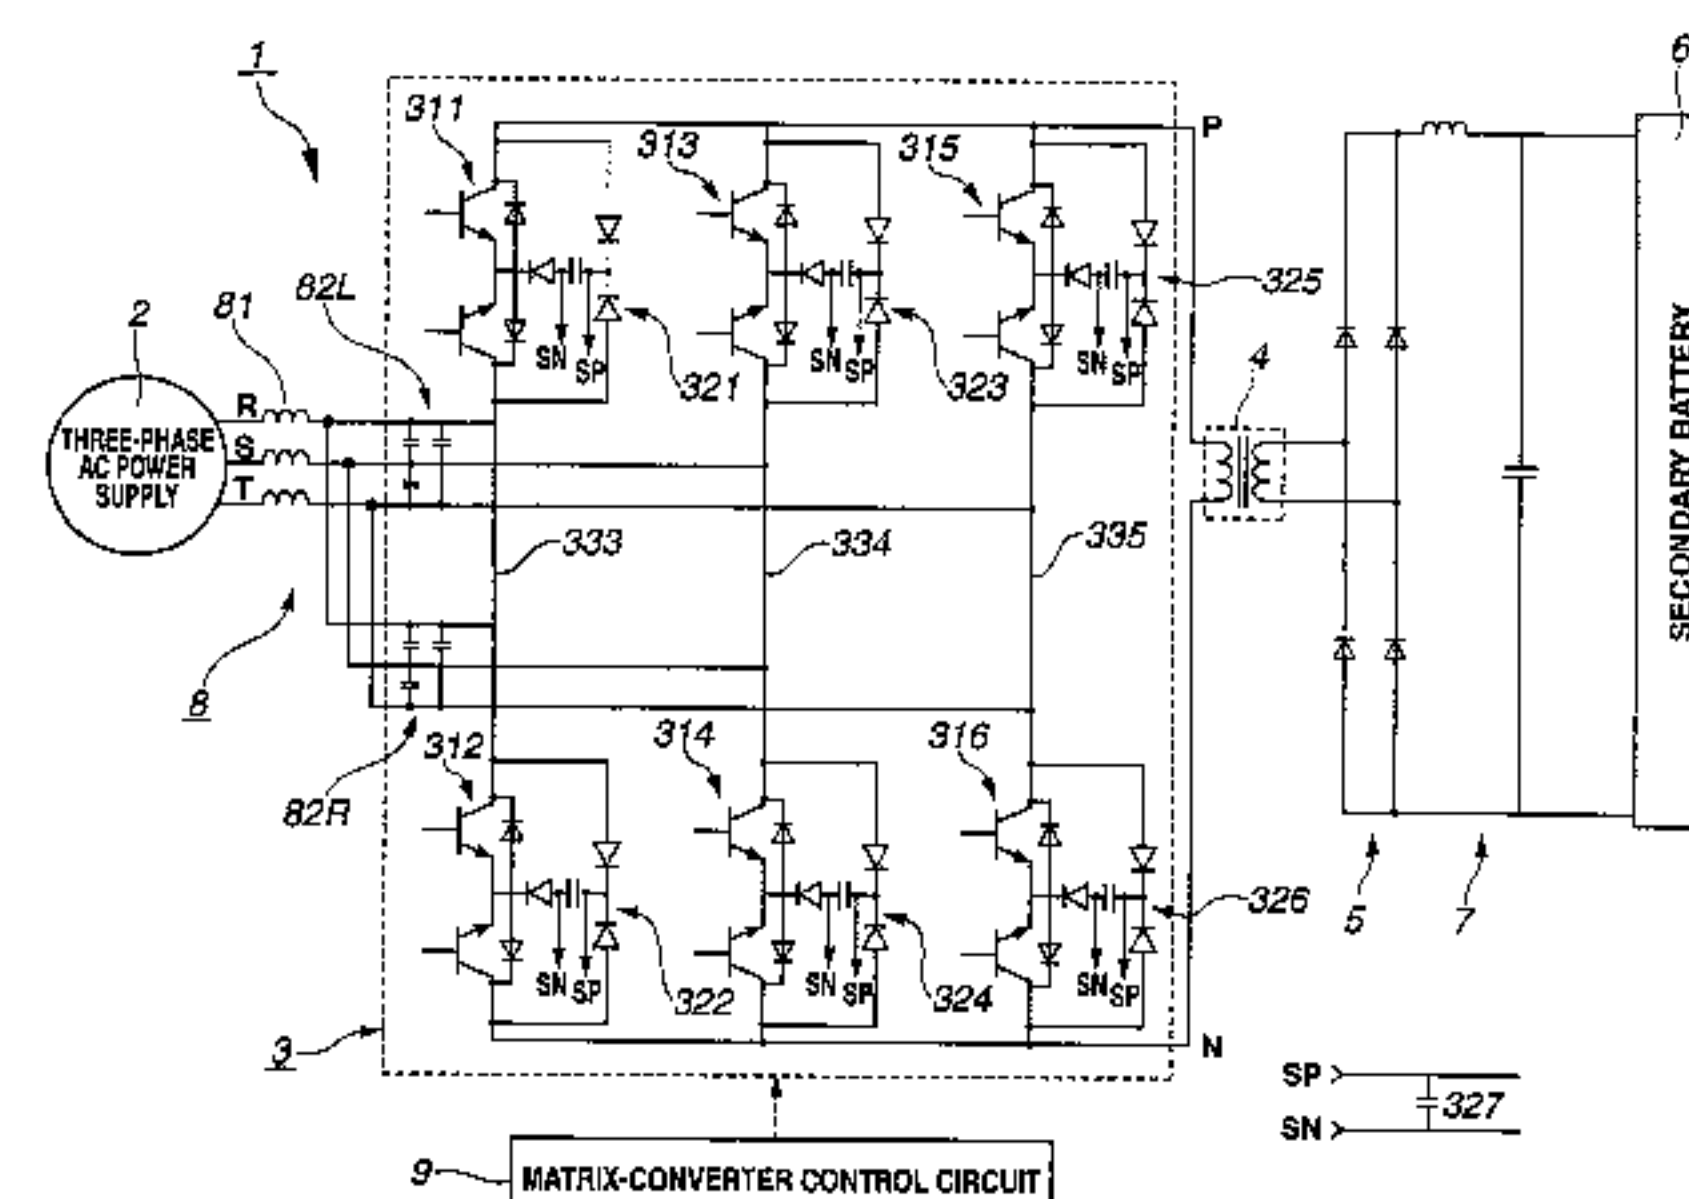 1
6
311
313
315
P
325
82L
81
2
SN SP
SN SP
SN SP
321
323
4
R
S
T
THREE-PHASE
AC POWER
SUPPLY
SECONDARY BATTERY
333
334
335
8
312
314
316
82R
326
5
7
SN SP
SN SP
SN SP
322
324
3
N
SP
327
SN
9
MATRIX-CONVERTER CONTROL CIRCUIT